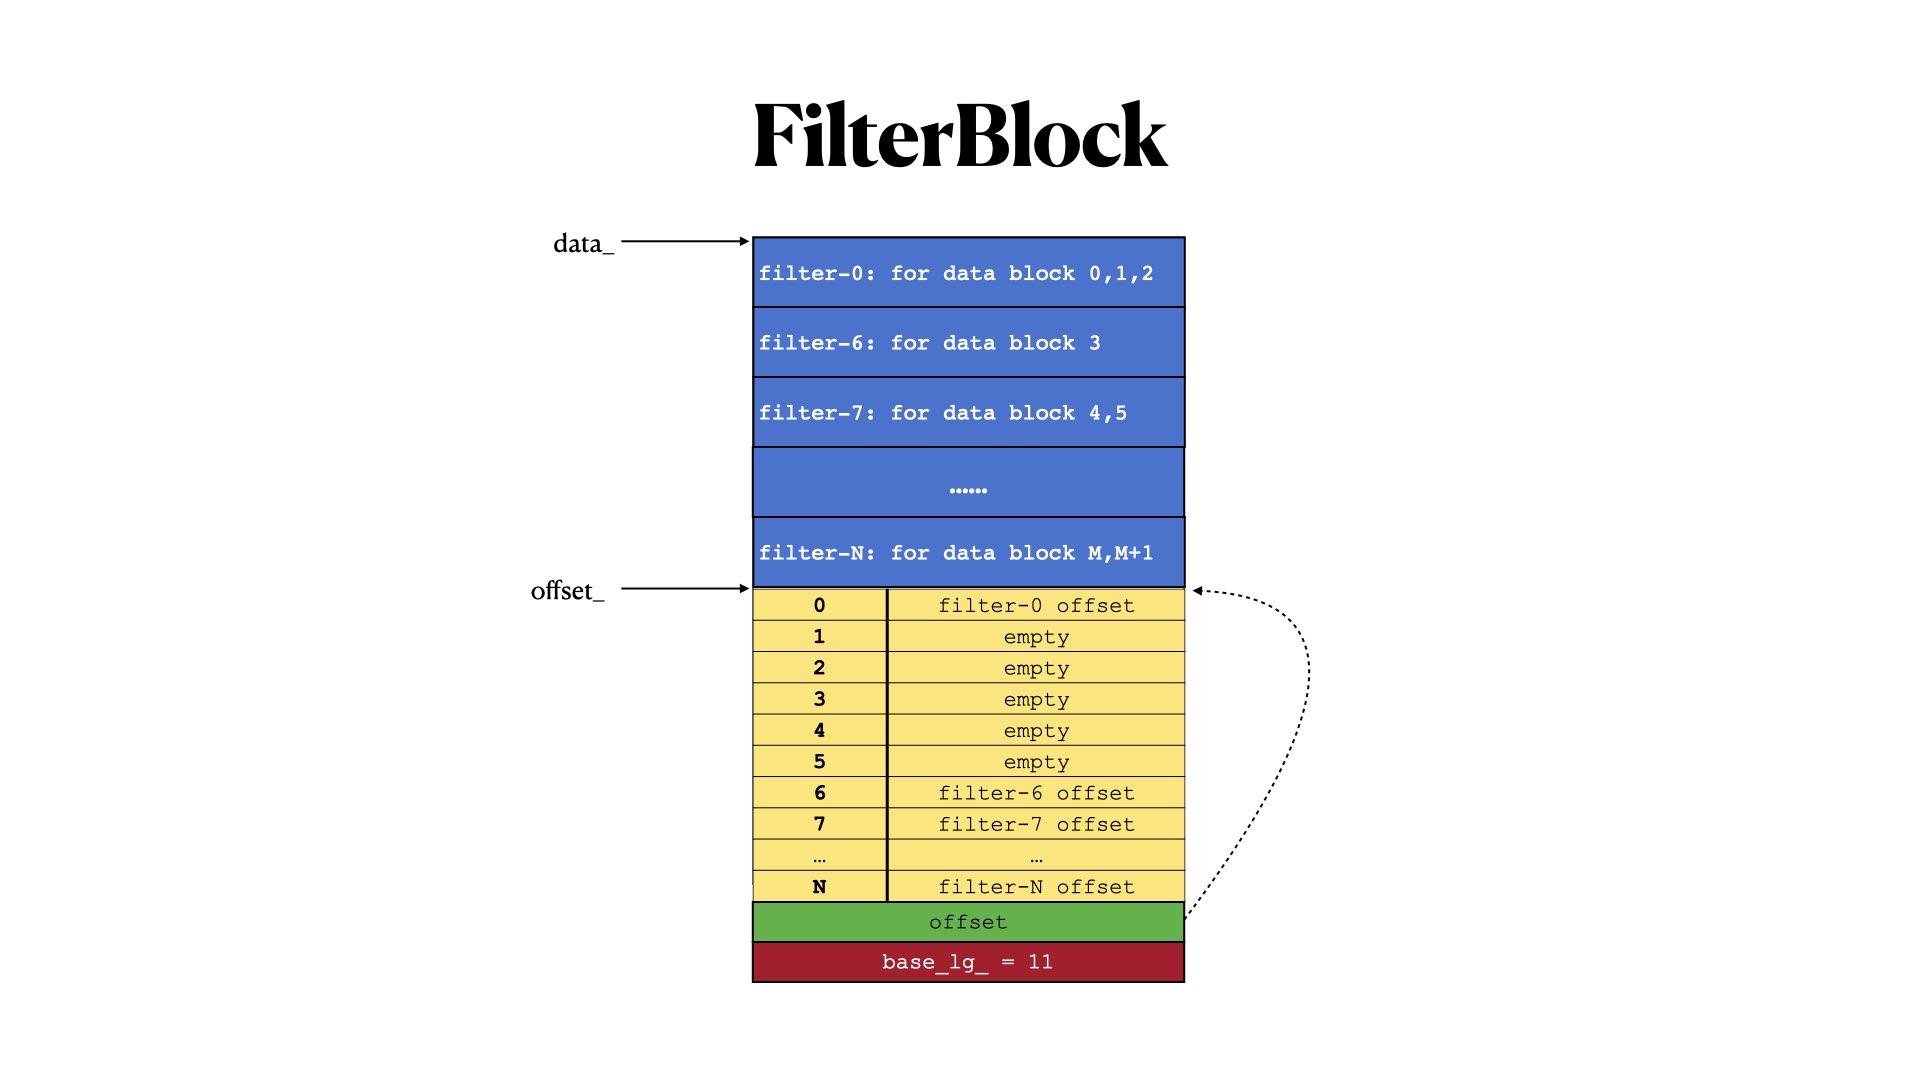 FilterBlock
data_
filter-0: for data block 0,1,2
filter-6: for data block 3
filter-7: for data block 4,5
......
filter-N: for data block M,M+1
offset_
0 filter-0 offset
1 empty
2 empty
3 empty
4 empty
5 empty
6 filter-6 offset
7 filter-7 offset
… …
N filter-N offset
offset
base_lg_ = 11